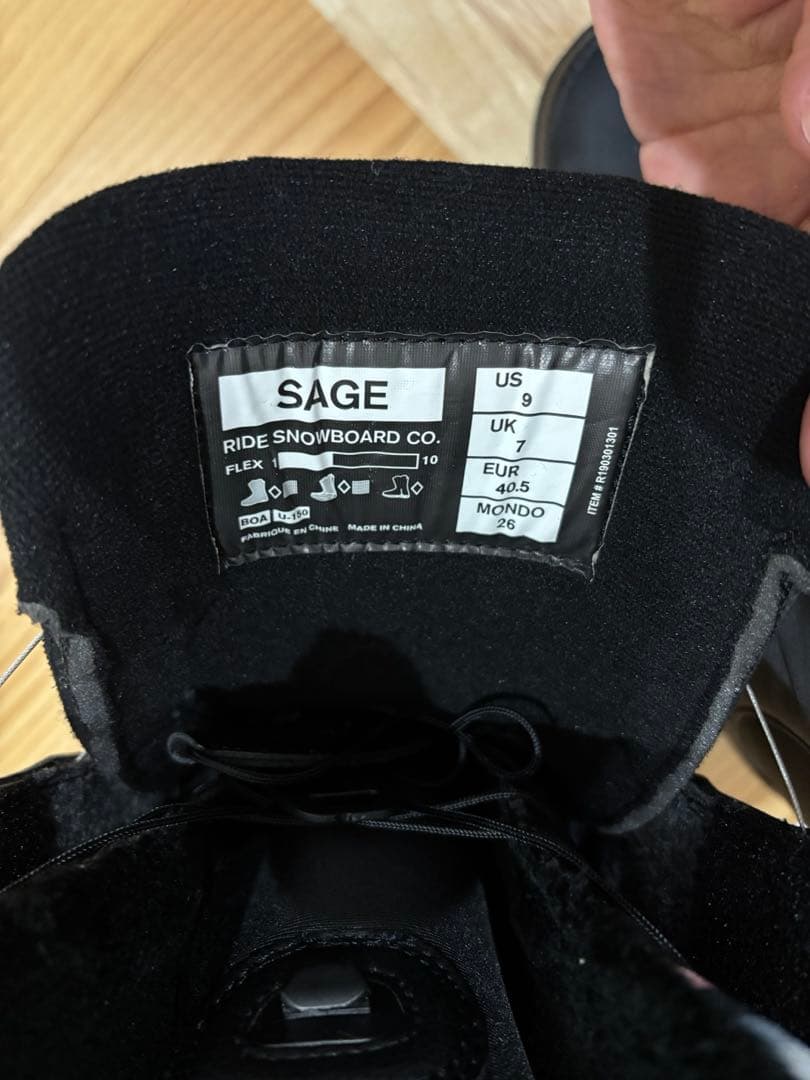 SAGE
RIDE SNOWBOARD CO.
FLEX 1 10
BOA U-150
FABRIQUE EN CHINE MADE IN CHINA
US
9
UK
7
EUR
40.5
MONDO
26
ITEM # R190301301